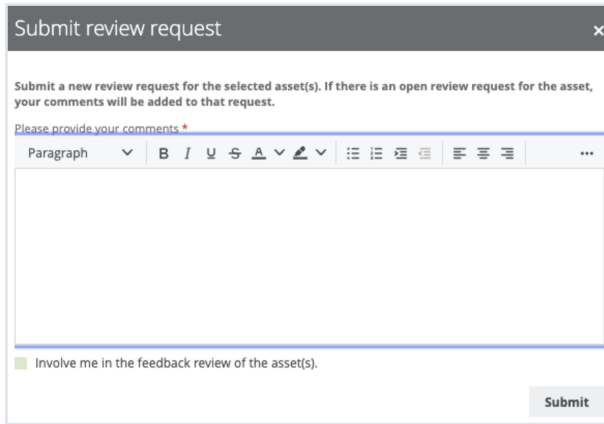 Submit review request ×
Submit a new review request for the selected asset(s). If there is an open review request for the asset,
your comments will be added to that request.
Please provide your comments *
Paragraph B I U S A ...
Involve me in the feedback review of the asset(s).
Submit